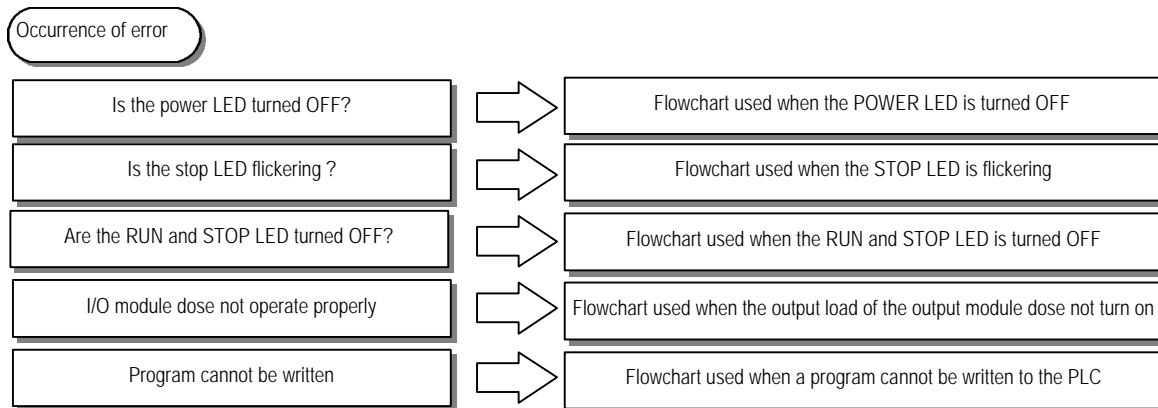 Occurrence of error
Is the power LED turned OFF?
Flowchart used when the POWER LED is turned OFF
Is the stop LED flickering ?
Flowchart used when the STOP LED is flickering
Are the RUN and STOP LED turned OFF?
Flowchart used when the RUN and STOP LED is turned OFF
I/O module dose not operate properly
Flowchart used when the output load of the output module dose not turn on
Program cannot be written
Flowchart used when a program cannot be written to the PLC